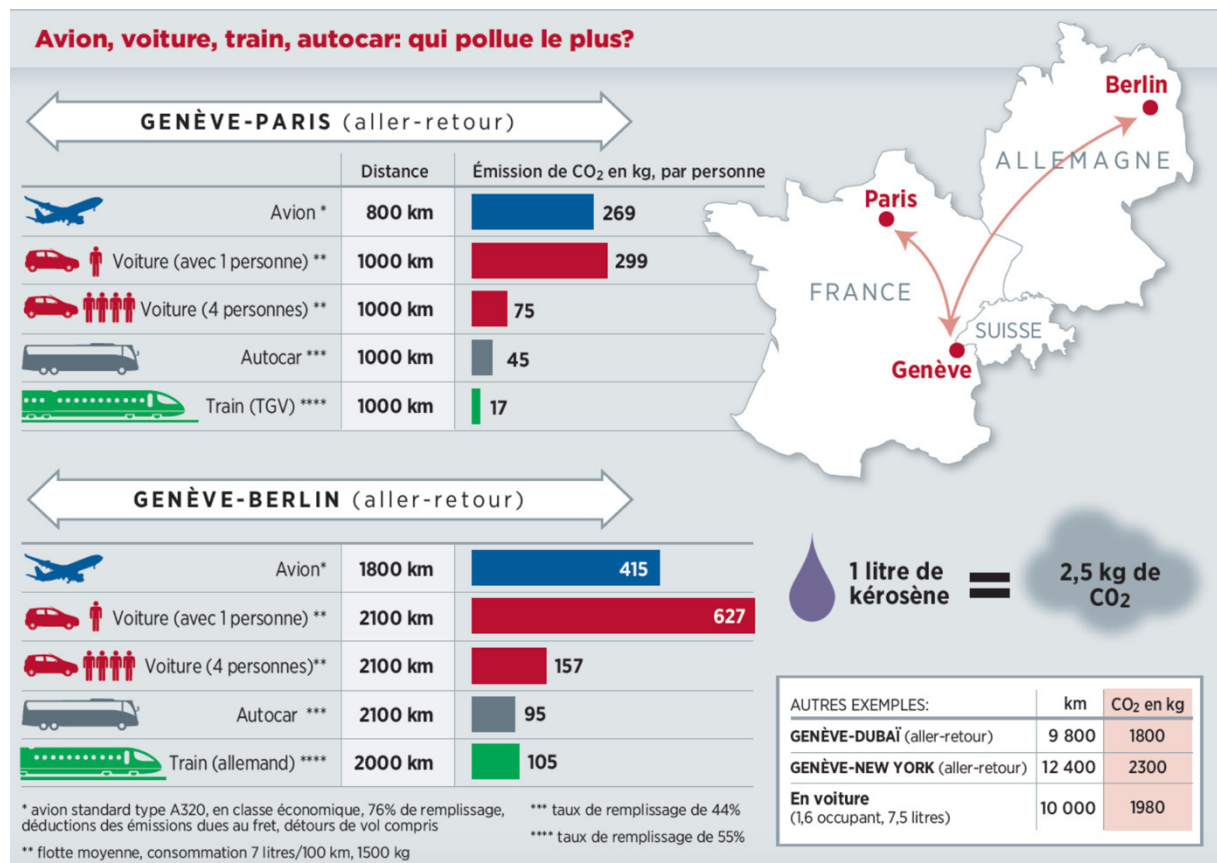 Avion, voiture, train, autocar: qui pollue le plus?
GENÈVE-PARIS (aller-retour)
Distance Émission de CO₂ en kg, par personne
Avion * 800 km 269
Voiture (avec 1 personne) ** 1000 km 299
Voiture (4 personnes) ** 1000 km 75
Autocar *** 1000 km 45
Train (TGV) **** 1000 km 17
GENÈVE-BERLIN (aller-retour)
Avion* 1800 km 415
Voiture (avec 1 personne) ** 2100 km 627
Voiture (4 personnes)** 2100 km 157
Autocar *** 2100 km 95
Train (allemand) **** 2000 km 105
* avion standard type A320, en classe économique, 76% de remplissage,
déductions des émissions dues au fret, détours de vol compris
** flotte moyenne, consommation 7 litres/100 km, 1500 kg
*** taux de remplissage de 44%
**** taux de remplissage de 55%
Berlin
ALLEMAGNE
Paris
FRANCE
SUISSE
Genève
1 litre de
kérosène
=
2,5 kg de
CO₂
AUTRES EXEMPLES: km CO₂ en kg
GENÈVE-DUBAÏ (aller-retour) 9 800 1800
GENÈVE-NEW YORK (aller-retour) 12 400 2300
En voiture
(1,6 occupant, 7,5 litres) 10 000 1980